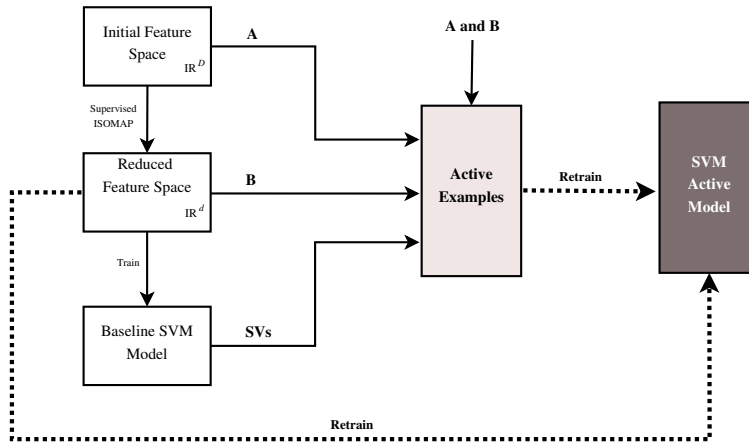 Initial Feature
Space
IR^D
A
A and B
Supervised
ISOMAP
Reduced
Feature Space
IR^d
B
Active
Examples
Retrain
SVM
Active
Model
Train
Baseline SVM
Model
SVs
Retrain